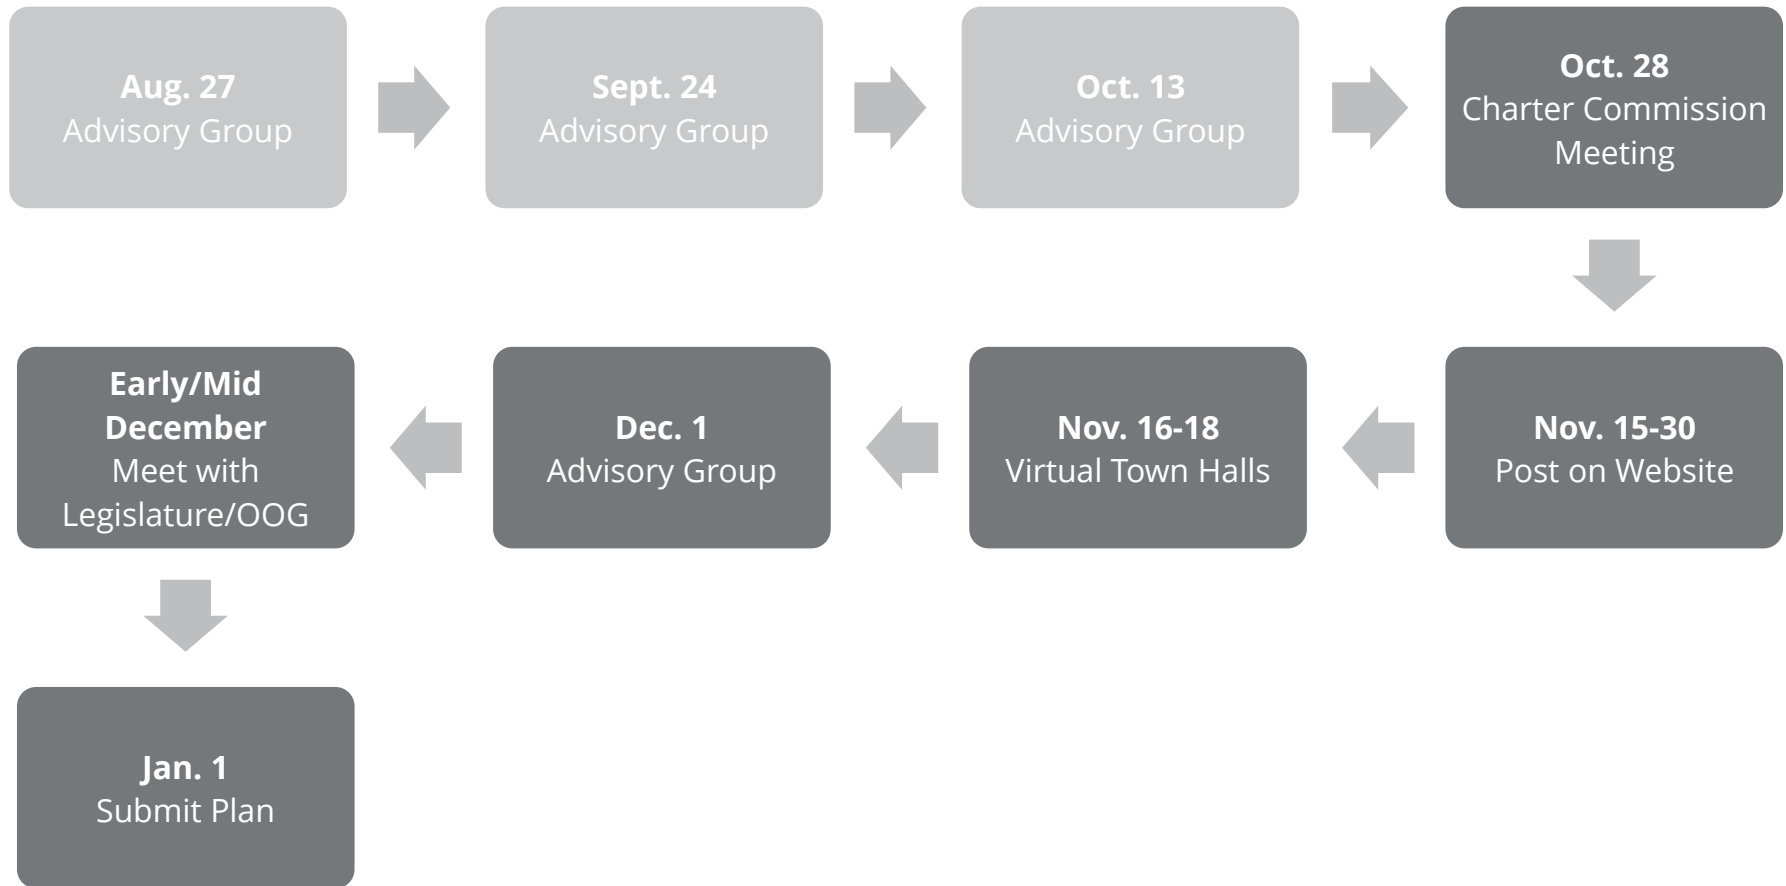 Aug. 27
Advisory Group
Sept. 24
Advisory Group
Oct. 13
Advisory Group
Oct. 28
Charter Commission
Meeting
Nov. 15-30
Post on Website
Nov. 16-18
Virtual Town Halls
Dec. 1
Advisory Group
Early/Mid
December
Meet with
Legislature/OOG
Jan. 1
Submit Plan